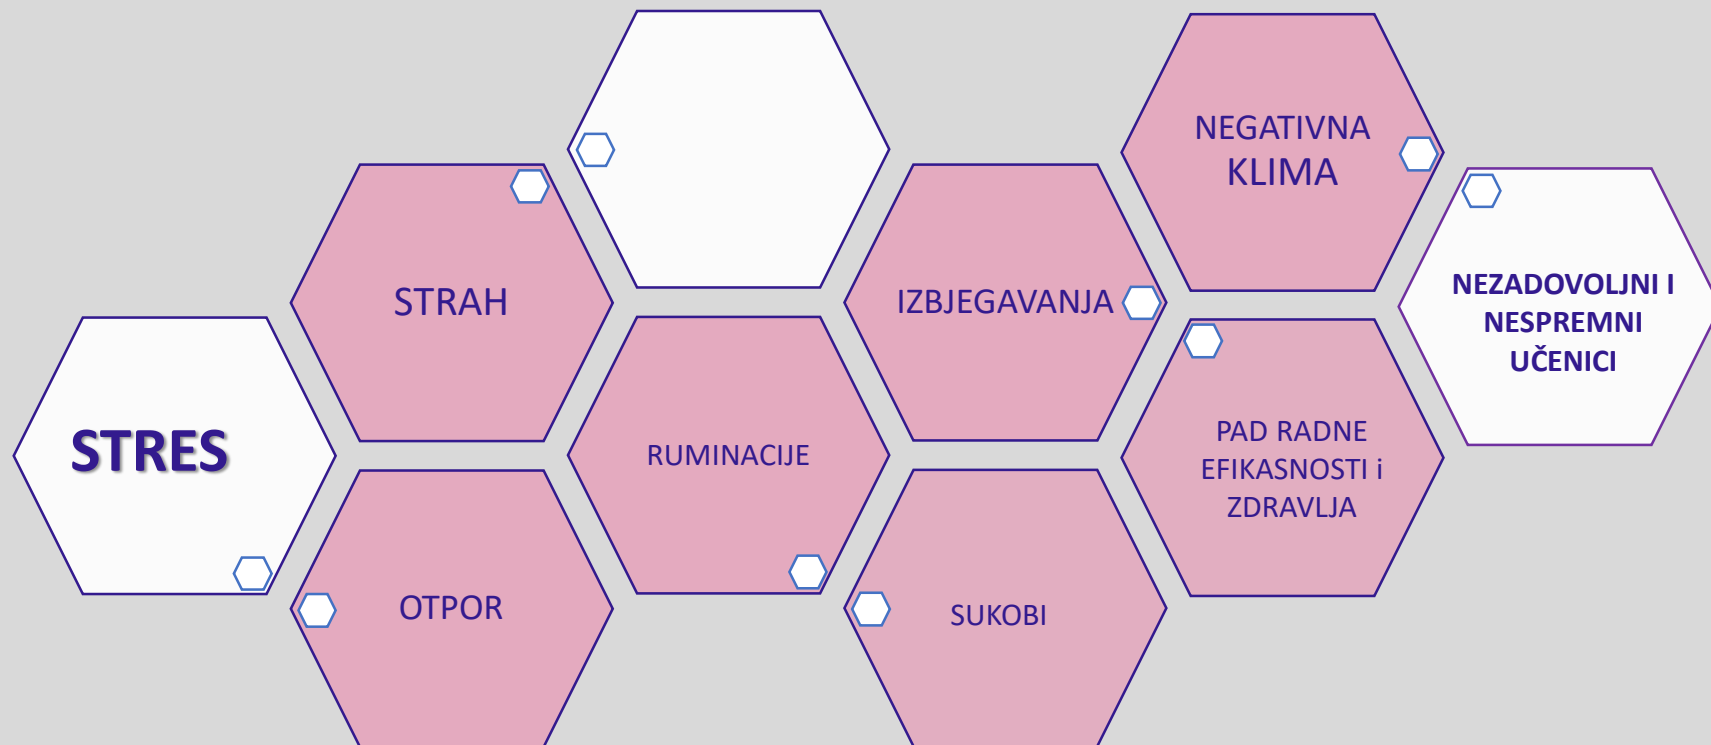 STRES
STRAH
OTPOR
RUMINACIJE
IZBJEGAVANJA
SUKOBI
NEGATIVNA
KLIMA
PAD RADNE
EFIKASNOSTI i
ZDRAVLJA
NEZADOVOLJNI I
NESPREMNI
UČENICI